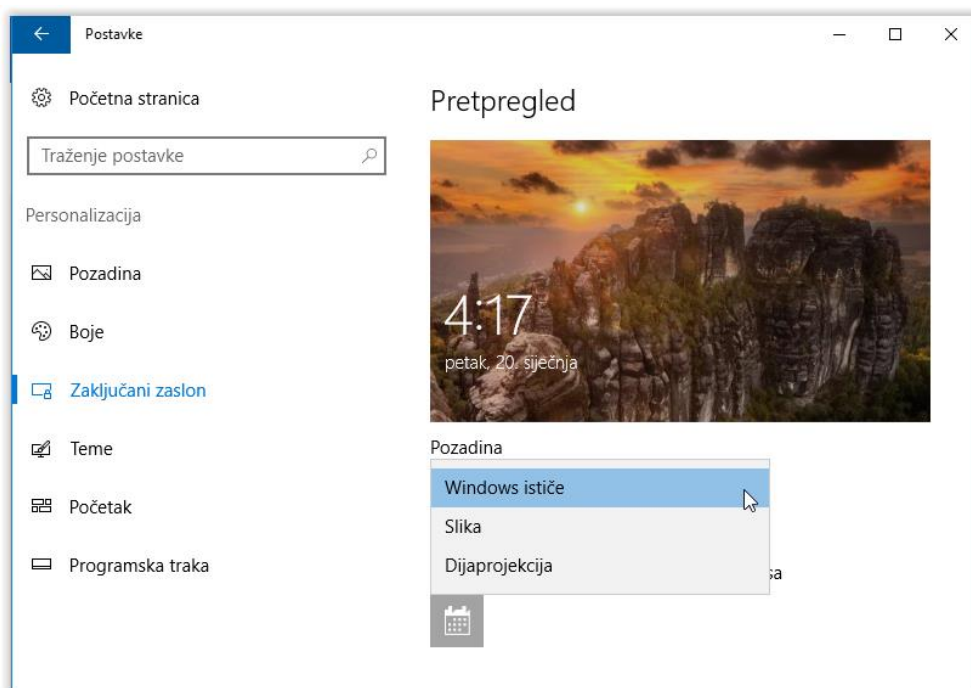 Postavke
Početna stranica
Traženje postavke
Personalizacija
Pozadina
Boje
Zaključani zaslon
Teme
Početak
Programska traka
Pretpregled
4:17
petak, 20. siječnja
Pozadina
Windows ističe
Slika
Dijaprojekcija